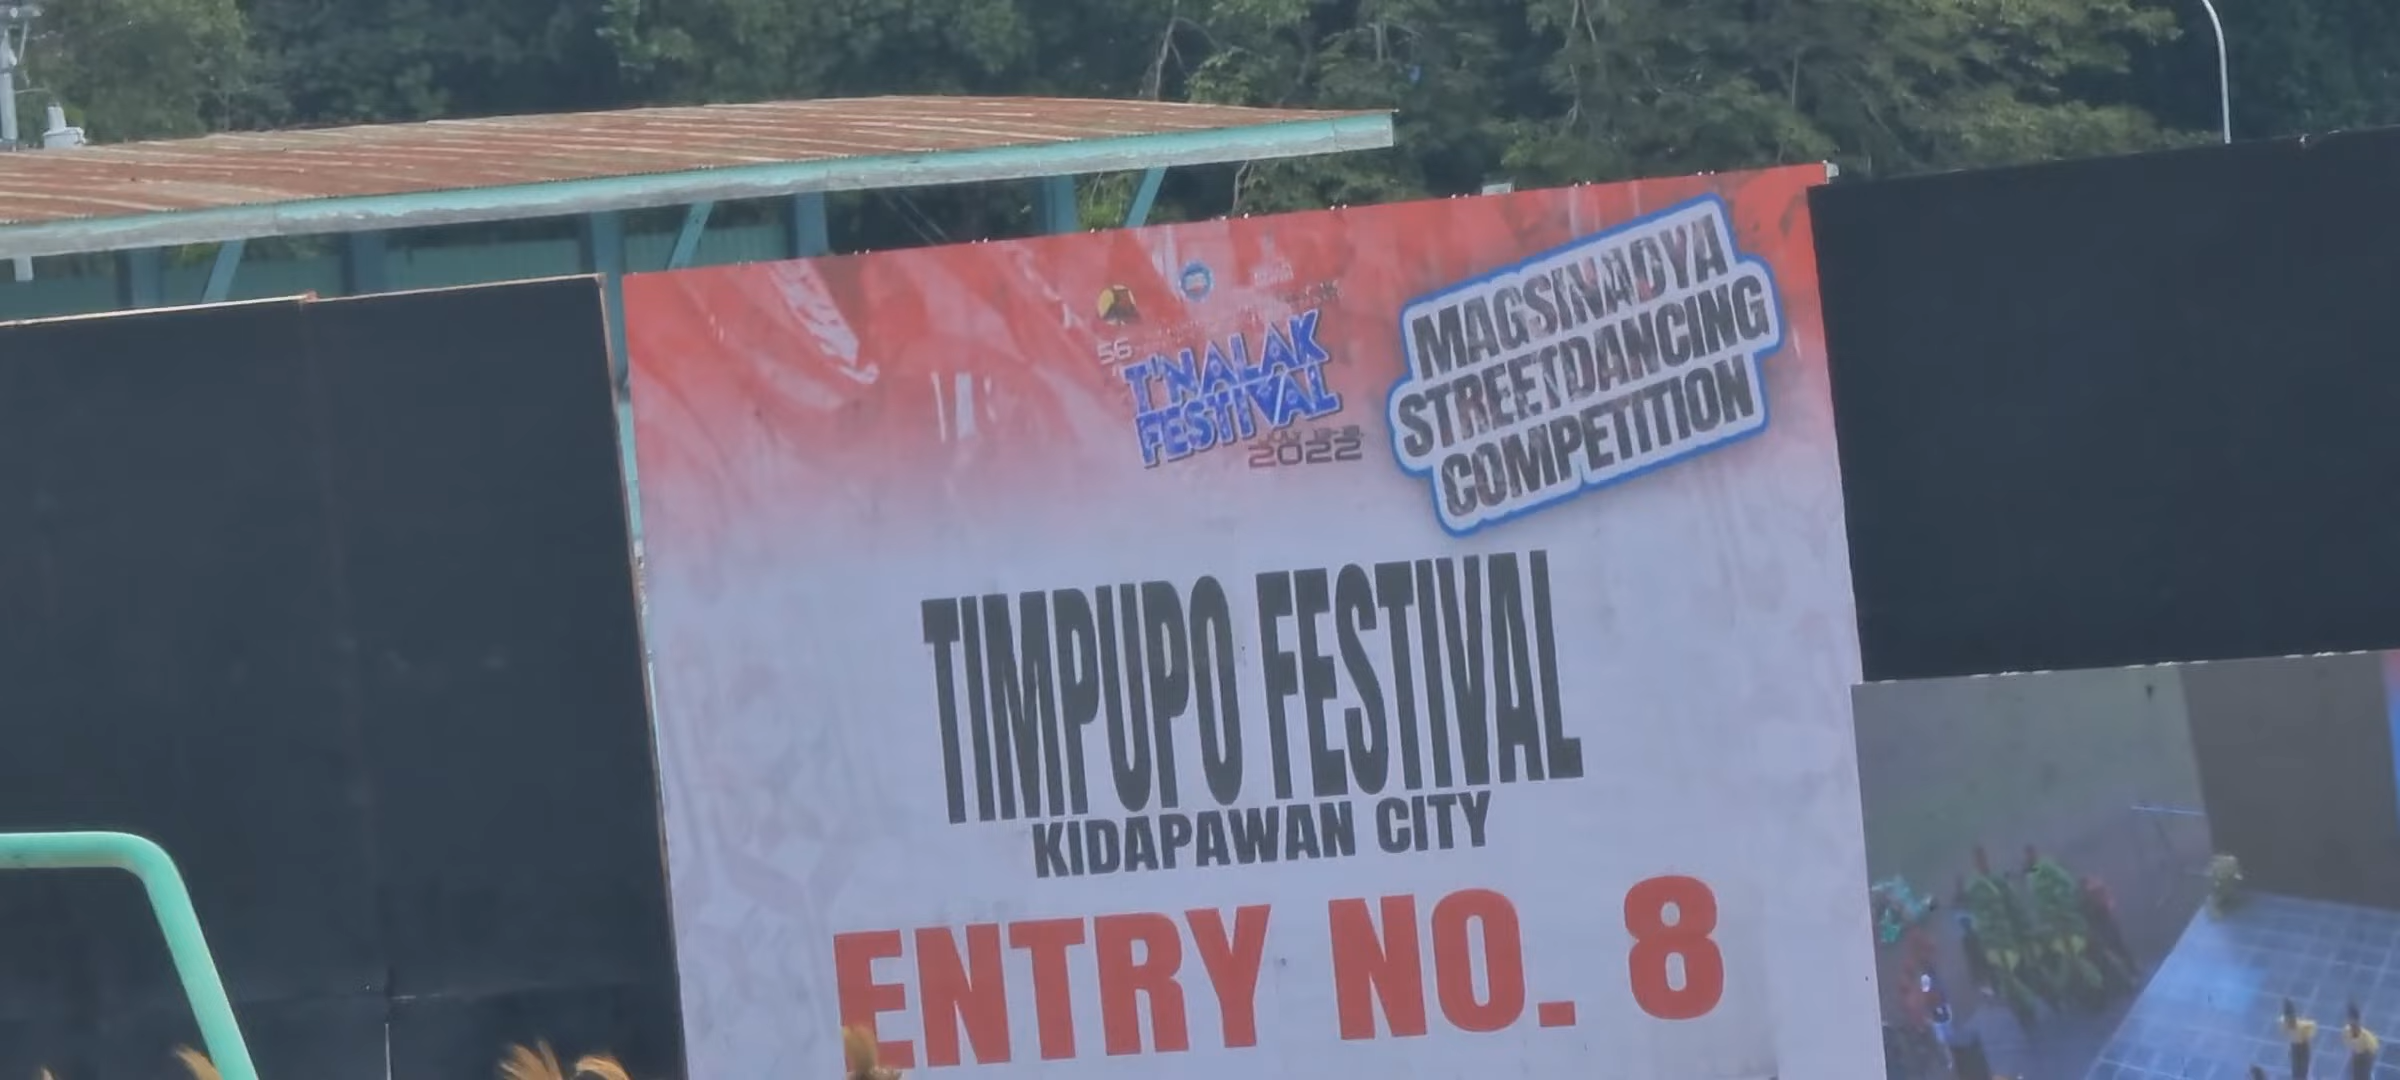 56
T'NALAK
FESTIVAL
2022
MAGSINADYA
STREETDANCING
COMPETITION
TIMPUPO FESTIVAL
KIDAPAWAN CITY
ENTRY NO. 8